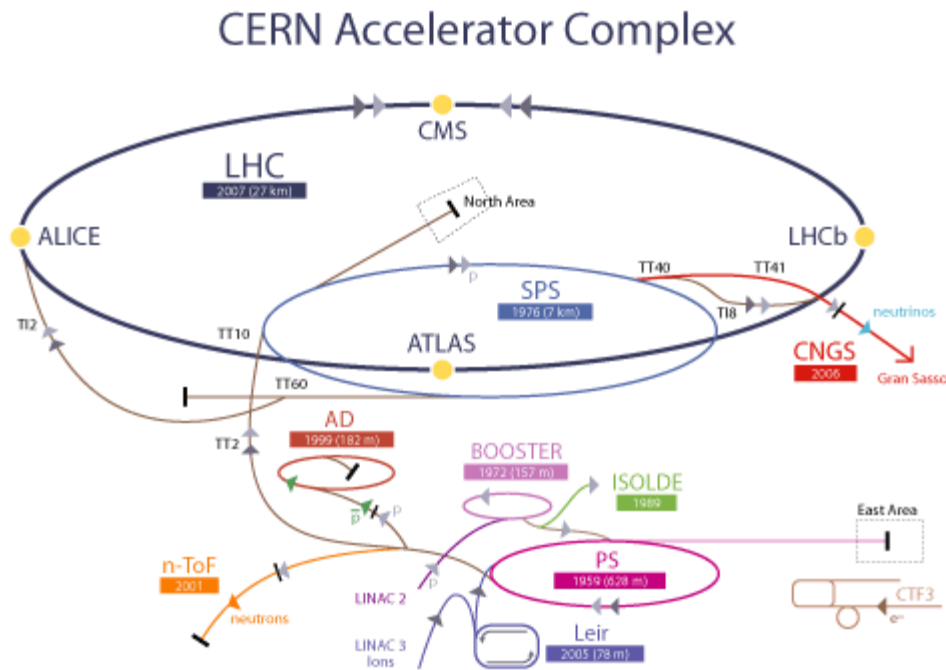 CERN Accelerator Complex
CMS
LHC
2007 (27 km)
North Area
ALICE
LHCb
TT40
TT41
p
SPS
1976 (7 km)
TI8
neutrinos
TI2
TT10
ATLAS
CNGS
2006
Gran Sasso
TT60
AD
1999 (182 m)
TT2
BOOSTER
1972 (157 m)
ISOLDE
1989
East Area
p̅
p
n-ToF
2001
PS
1959 (628 m)
p
LINAC 2
neutrons
CTF3
e⁻
LINAC 3
Ions
Leir
2005 (78 m)